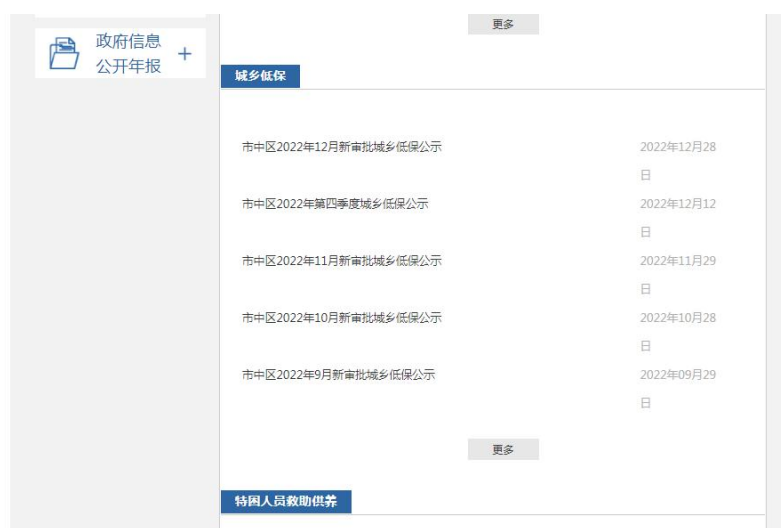 政府信息
公开年报
+
更多
城乡低保
市中区2022年12月新审批城乡低保公示
2022年12月28
日
市中区2022年第四季度城乡低保公示
2022年12月12
日
市中区2022年11月新审批城乡低保公示
2022年11月29
日
市中区2022年10月新审批城乡低保公示
2022年10月28
日
市中区2022年9月新审批城乡低保公示
2022年09月29
日
更多
特困人员救助供养